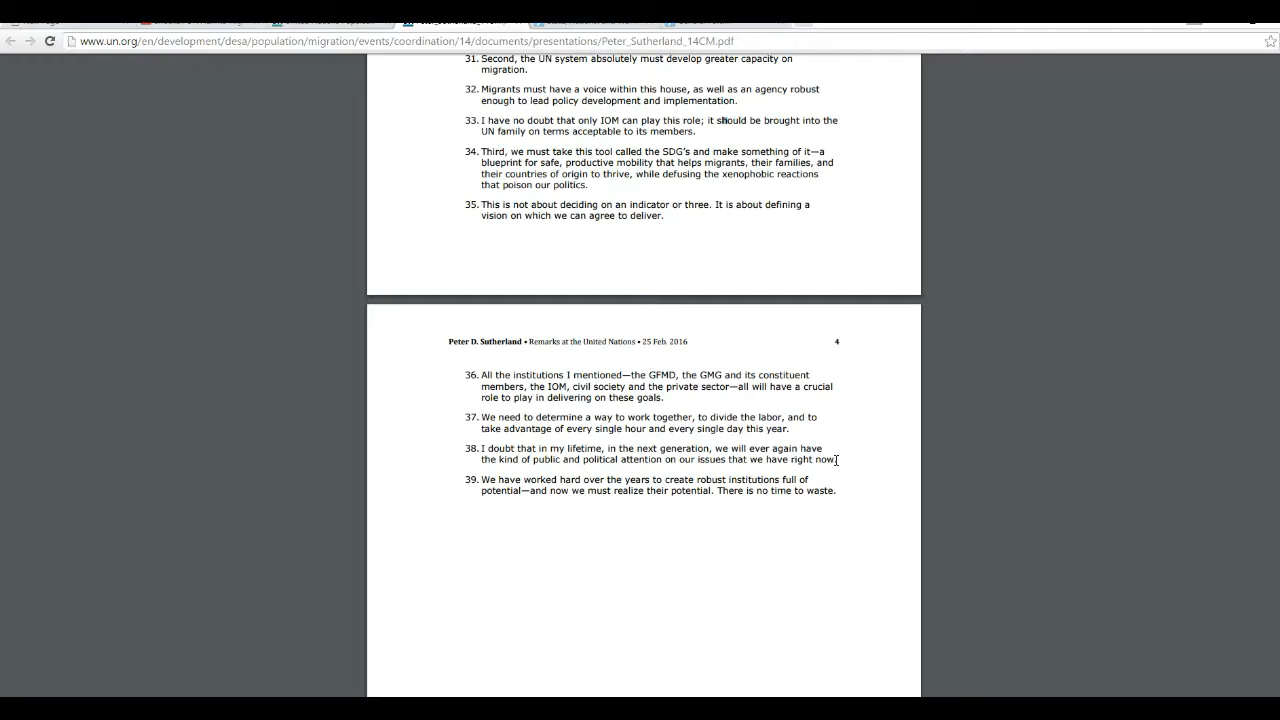 www.un.org/en/development/desa/population/migration/events/coordination/14/documents/presentations/Peter_Sutherland_14CM.pdf
31. Second, the UN system absolutely must develop greater capacity on
migration.
32. Migrants must have a voice within this house, as well as an agency robust
enough to lead policy development and implementation.
33. I have no doubt that only IOM can play this role; it should be brought into the
UN family on terms acceptable to its members.
34. Third, we must take this tool called the SDG's and make something of it—a
blueprint for safe, productive mobility that helps migrants, their families, and
their countries of origin to thrive, while defusing the xenophobic reactions
that poison our politics.
35. This is not about deciding on an indicator or three. It is about defining a
vision on which we can agree to deliver.
Peter D. Sutherland • Remarks at the United Nations • 25 Feb. 2016 4
36. All the institutions I mentioned—the GFMD, the GMG and its constituent
members, the IOM, civil society and the private sector—all will have a crucial
role to play in delivering on these goals.
37. We need to determine a way to work together, to divide the labor, and to
take advantage of every single hour and every single day this year.
38. I doubt that in my lifetime, in the next generation, we will ever again have
the kind of public and political attention on our issues that we have right now.
39. We have worked hard over the years to create robust institutions full of
potential—and now we must realize their potential. There is no time to waste.